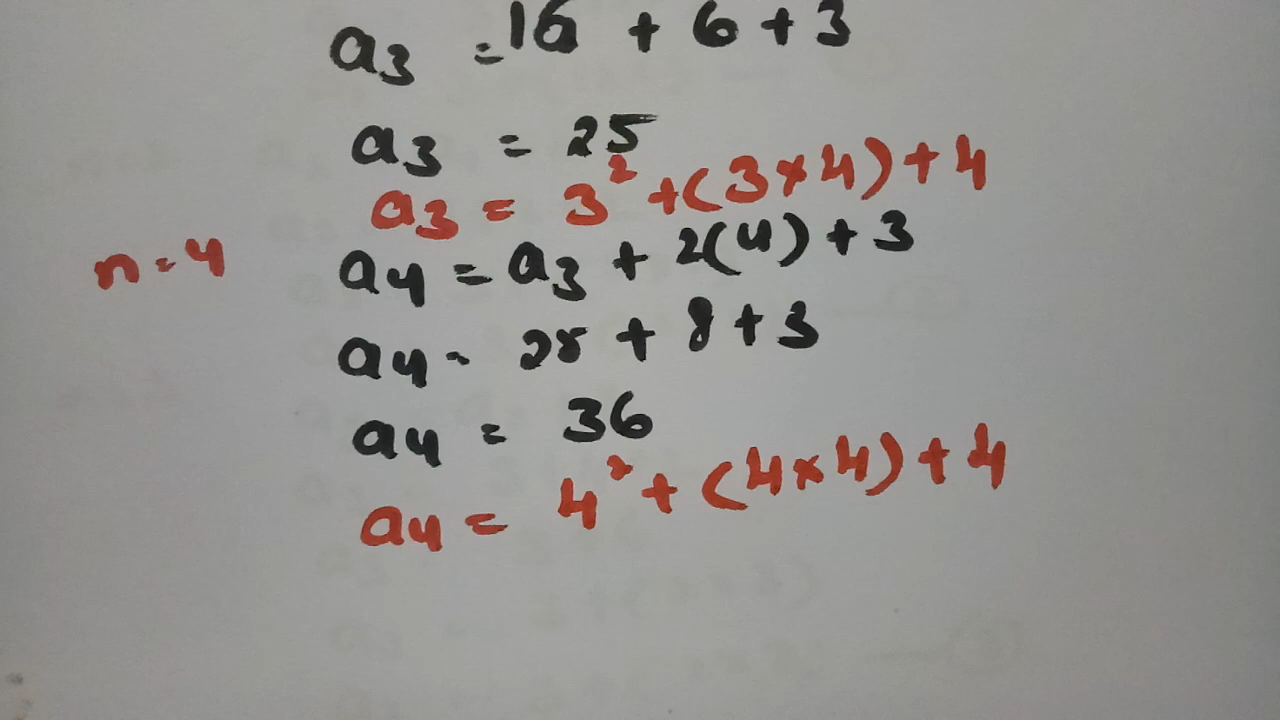 a3 = 16 + 6 + 3
a3 = 25
a3 = 3² + (3×4) + 4
n=4 a4 = a3 + 2(4) + 3
a4 = 25 + 8 + 3
a4 = 36
a4 = 4² + (4×4) + 4